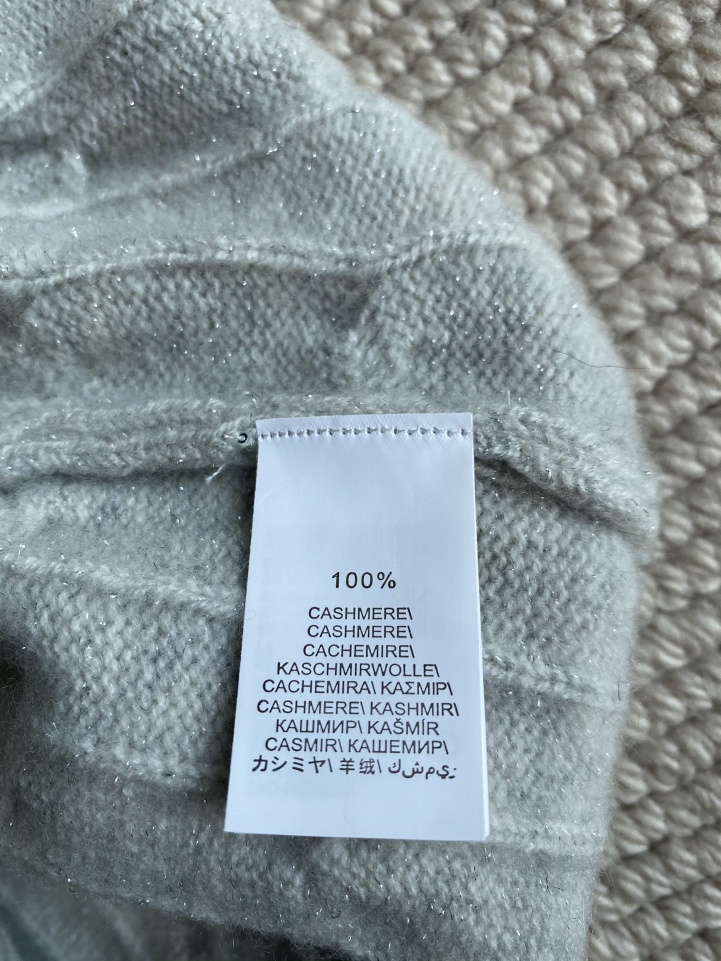 100%
CASHMERE\
CASHMERE\
CACHEMIRE\
KASCHMIRWOLLE\
CACHEMIRA\ ΚΑΣΜΙΡ\
CASHMERE\ KASHMIR\
КАШМИР\ KAŠMÍR
CASMIR\ КАШЕМИР\
カシミヤ\ 羊绒\ كشميرﻱ